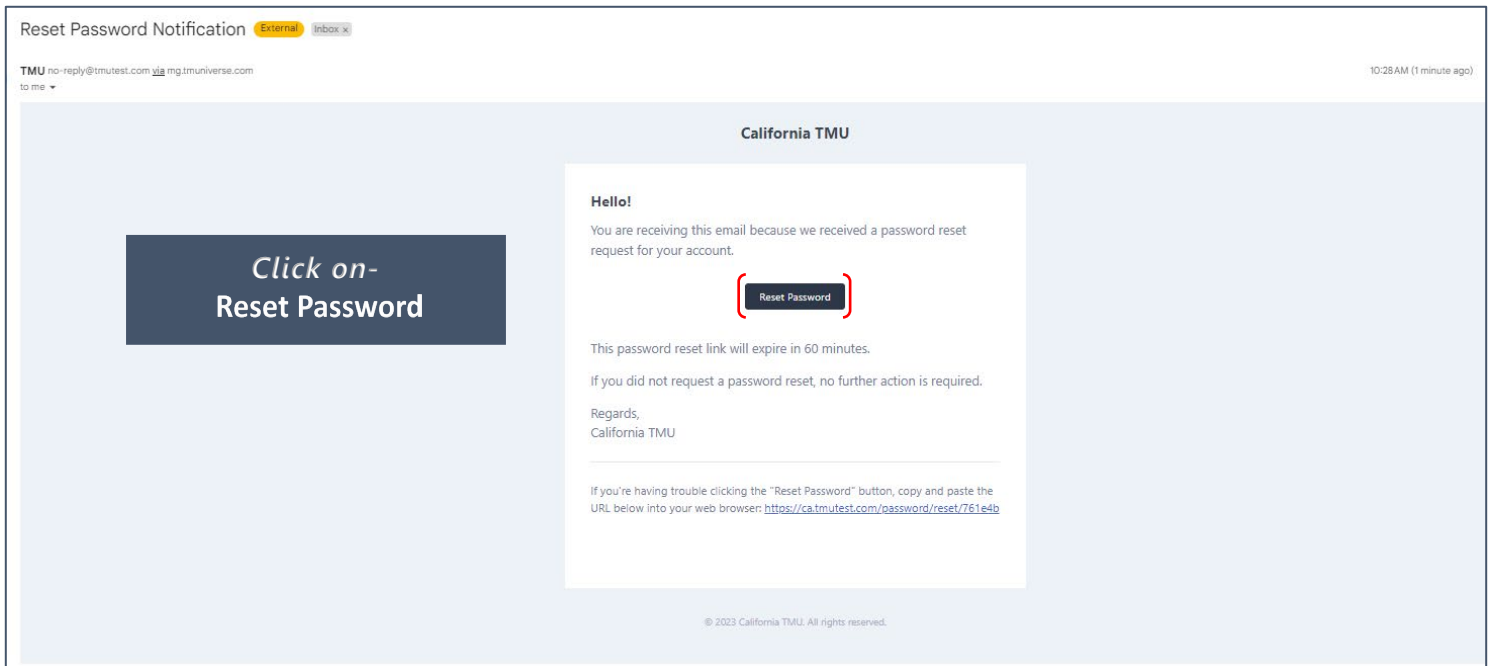 Reset Password Notification External Inbox x
TMU no-reply@tmutest.com via mg.tmuniverse.com 10:28 AM (1 minute ago)
to me
California TMU
Hello!
You are receiving this email because we received a password reset
request for your account.
Click on-
Reset Password
Reset Password
This password reset link will expire in 60 minutes.
If you did not request a password reset, no further action is required.
Regards,
California TMU
If you're having trouble clicking the "Reset Password" button, copy and paste the
URL below into your web browser: https://ca.tmutest.com/password/reset/761e4b
© 2023 California TMU. All rights reserved.